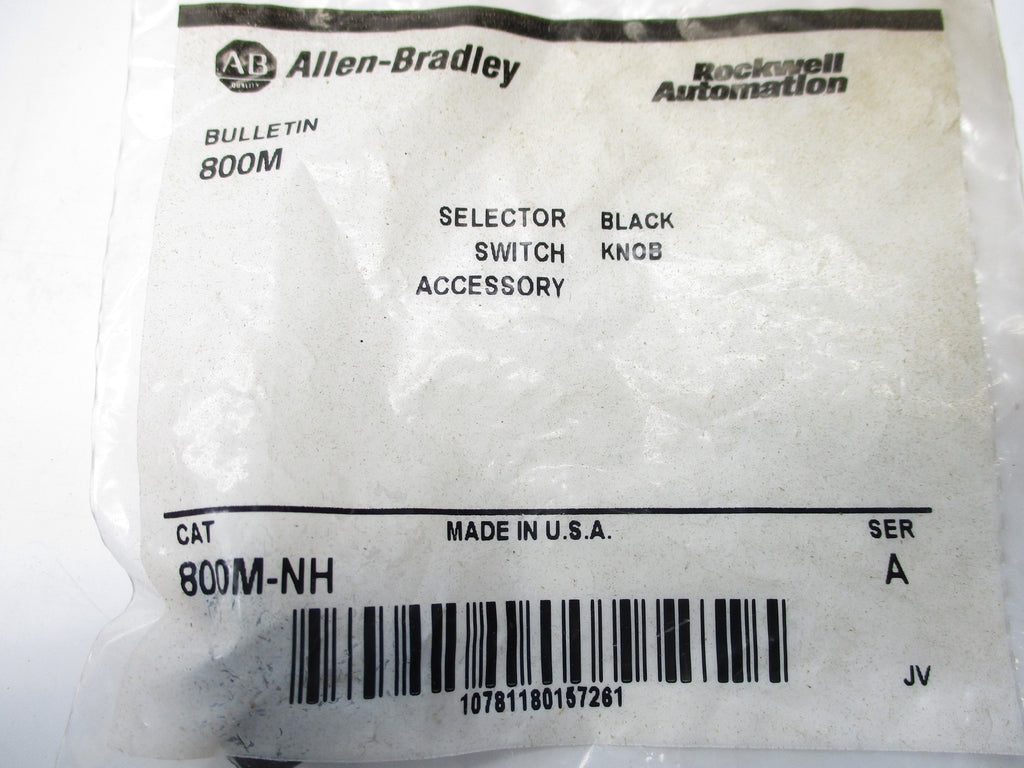 AB
QUALITY
Allen-Bradley
Rockwell
Automation
BULLETIN
800M
SELECTOR BLACK
SWITCH KNOB
ACCESSORY
CAT MADE IN U.S.A. SER
800M-NH A
10781180157261
JV